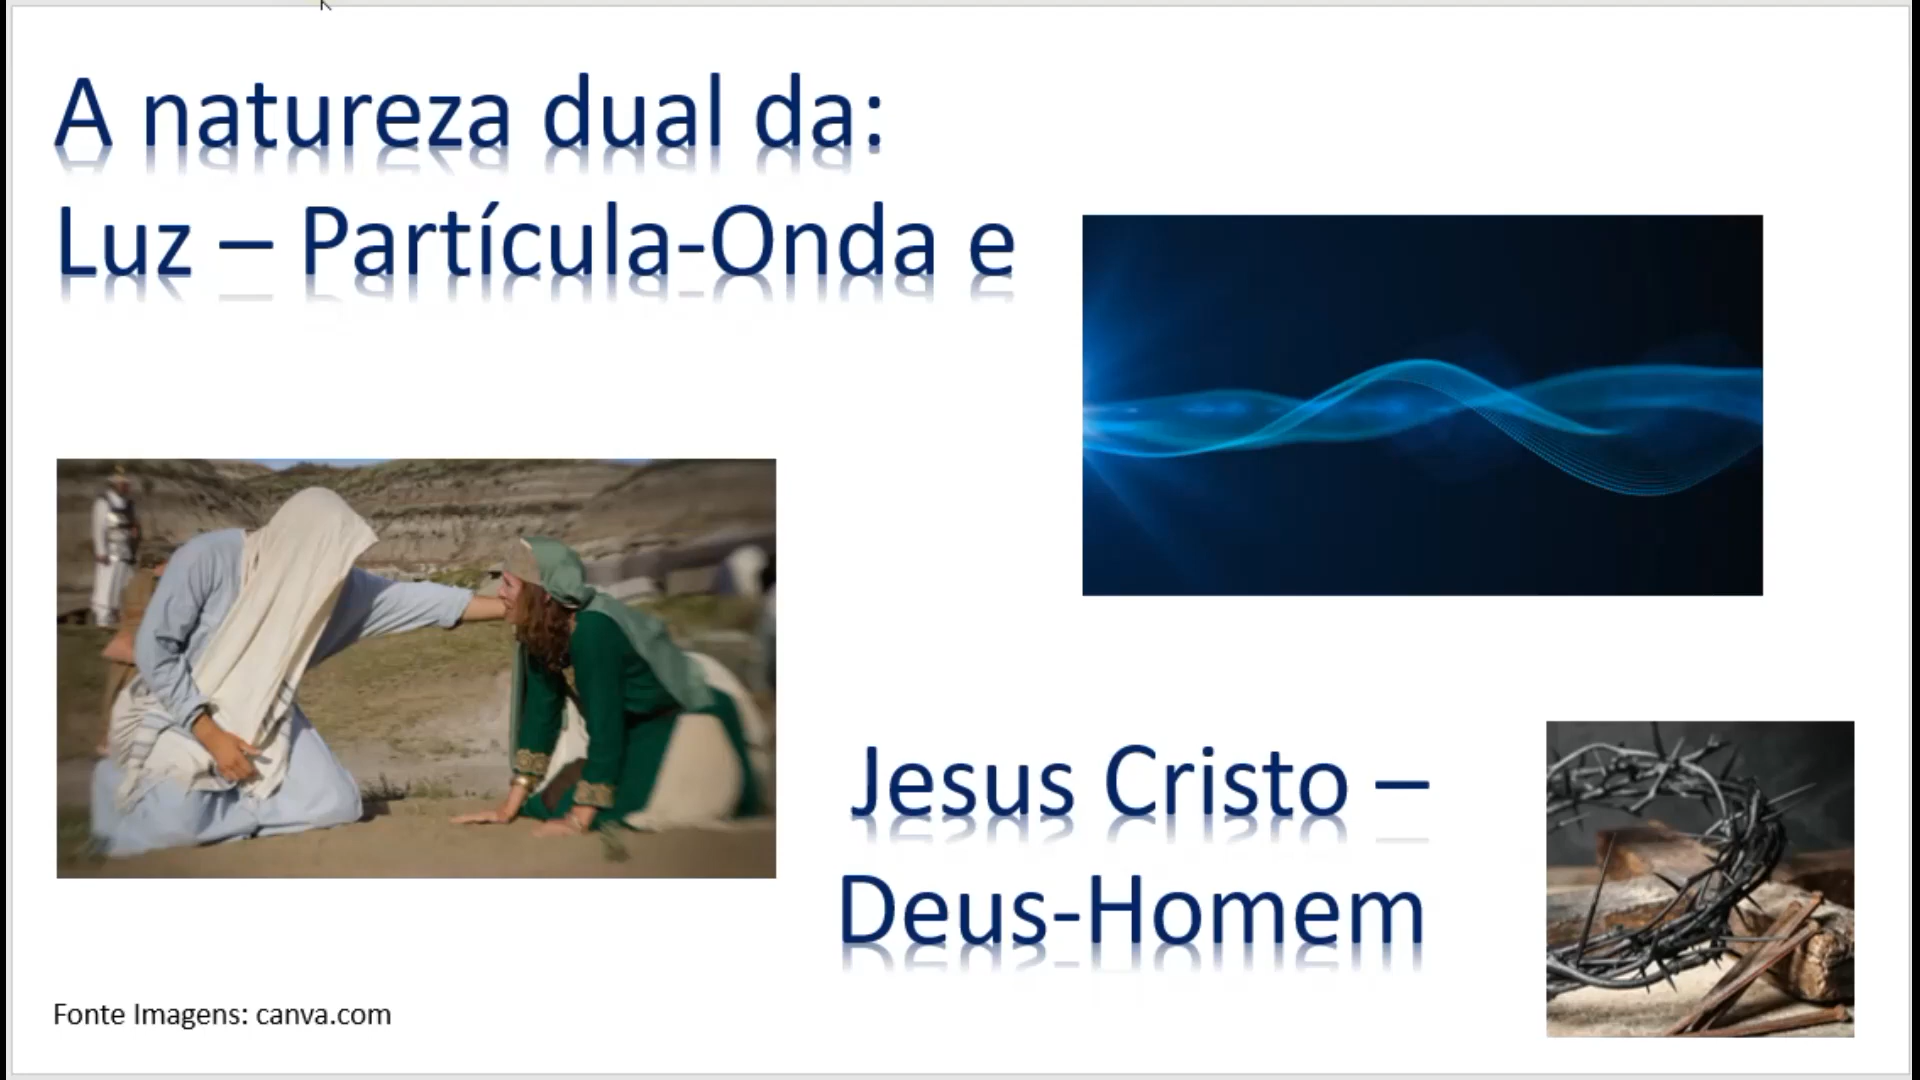 A natureza dual da:
Luz – Partícula-Onda e
Jesus Cristo –
Deus-Homem
Fonte Imagens: canva.com